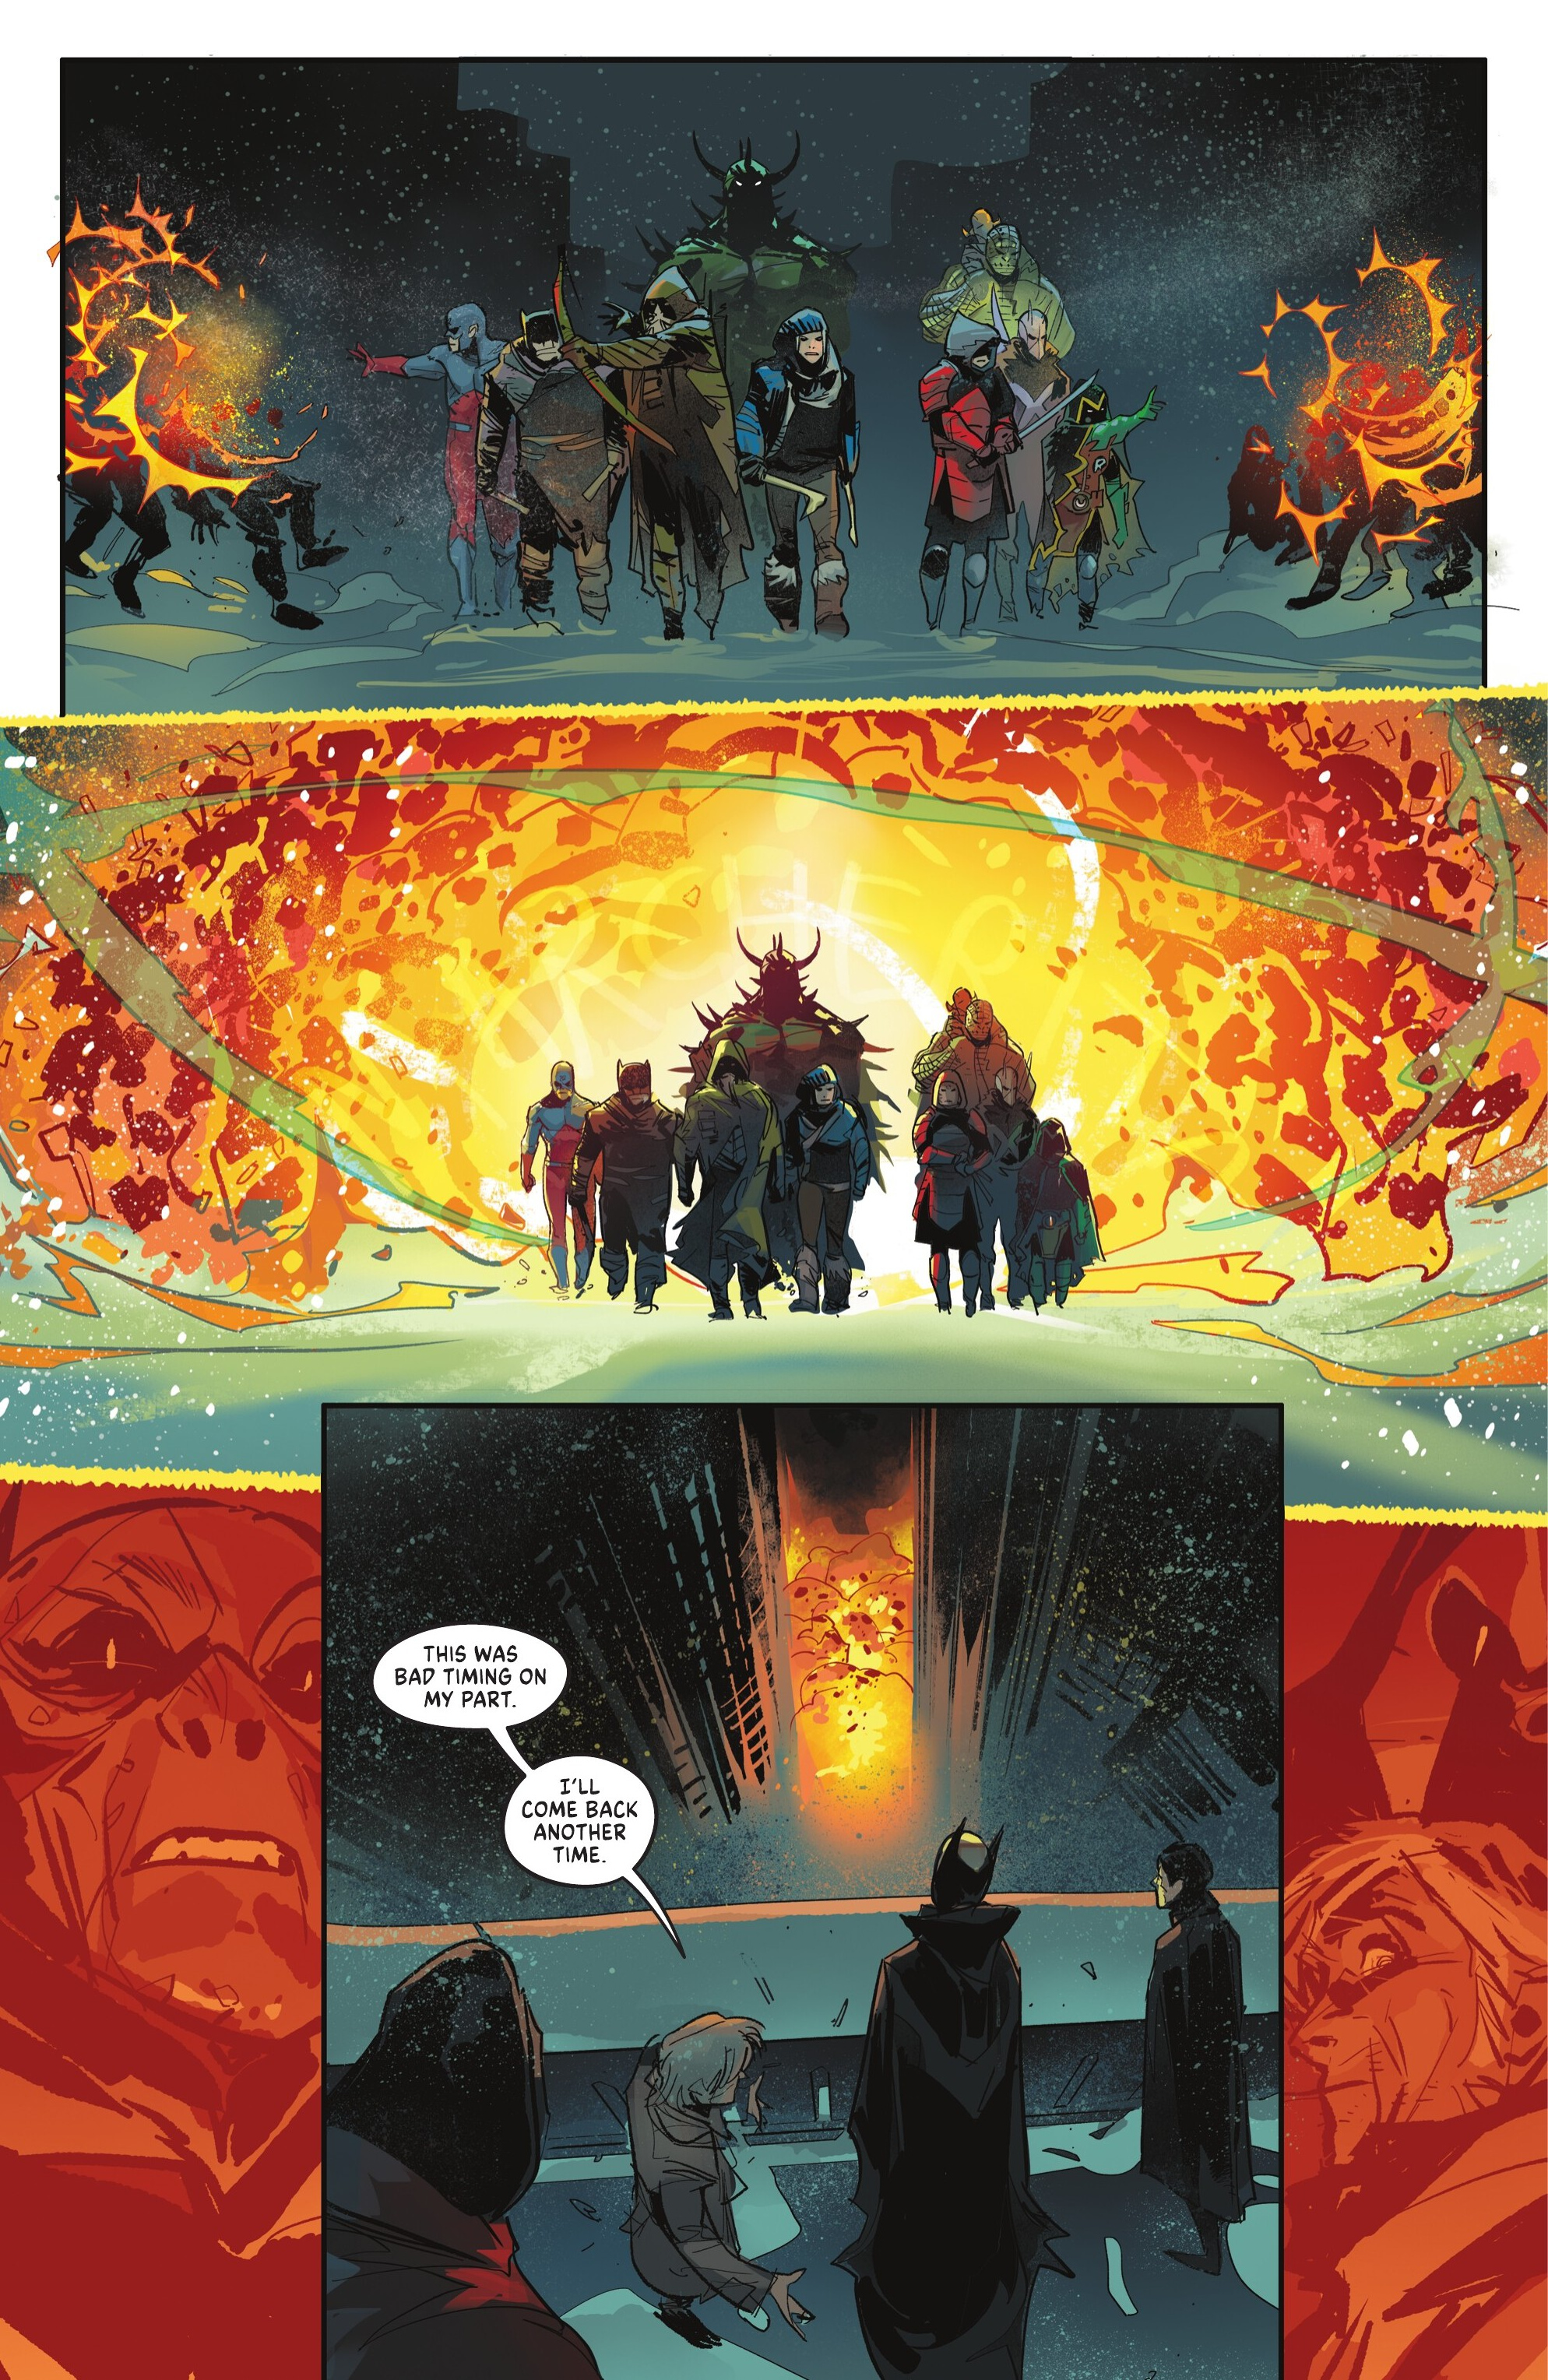 R
THIS WAS
BAD TIMING ON
MY PART.
I'LL
COME BACK
ANOTHER
TIME.